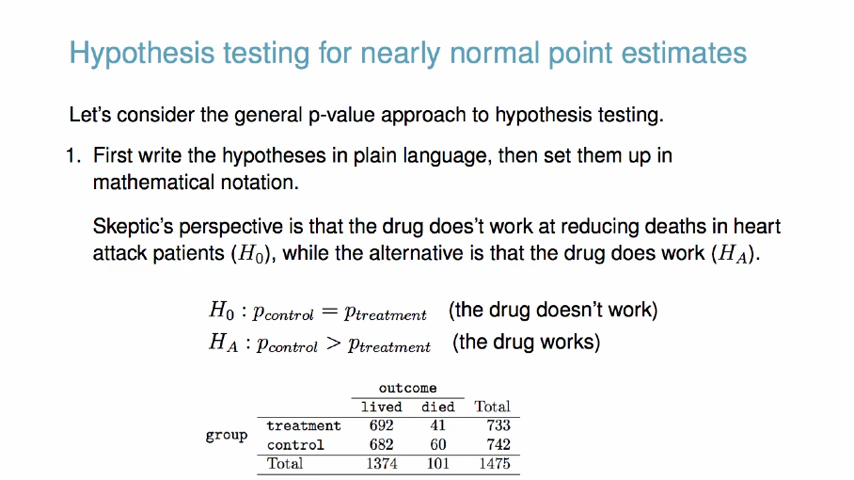 Hypothesis testing for nearly normal point estimates
Let's consider the general p-value approach to hypothesis testing.
1. First write the hypotheses in plain language, then set them up in
mathematical notation.
Skeptic's perspective is that the drug does't work at reducing deaths in heart
attack patients (H₀), while the alternative is that the drug does work (H_A).
H₀ : p_control = p_treatment (the drug doesn't work)
H_A : p_control > p_treatment (the drug works)
outcome
lived died Total
group
treatment 692 41 733
control 682 60 742
Total 1374 101 1475